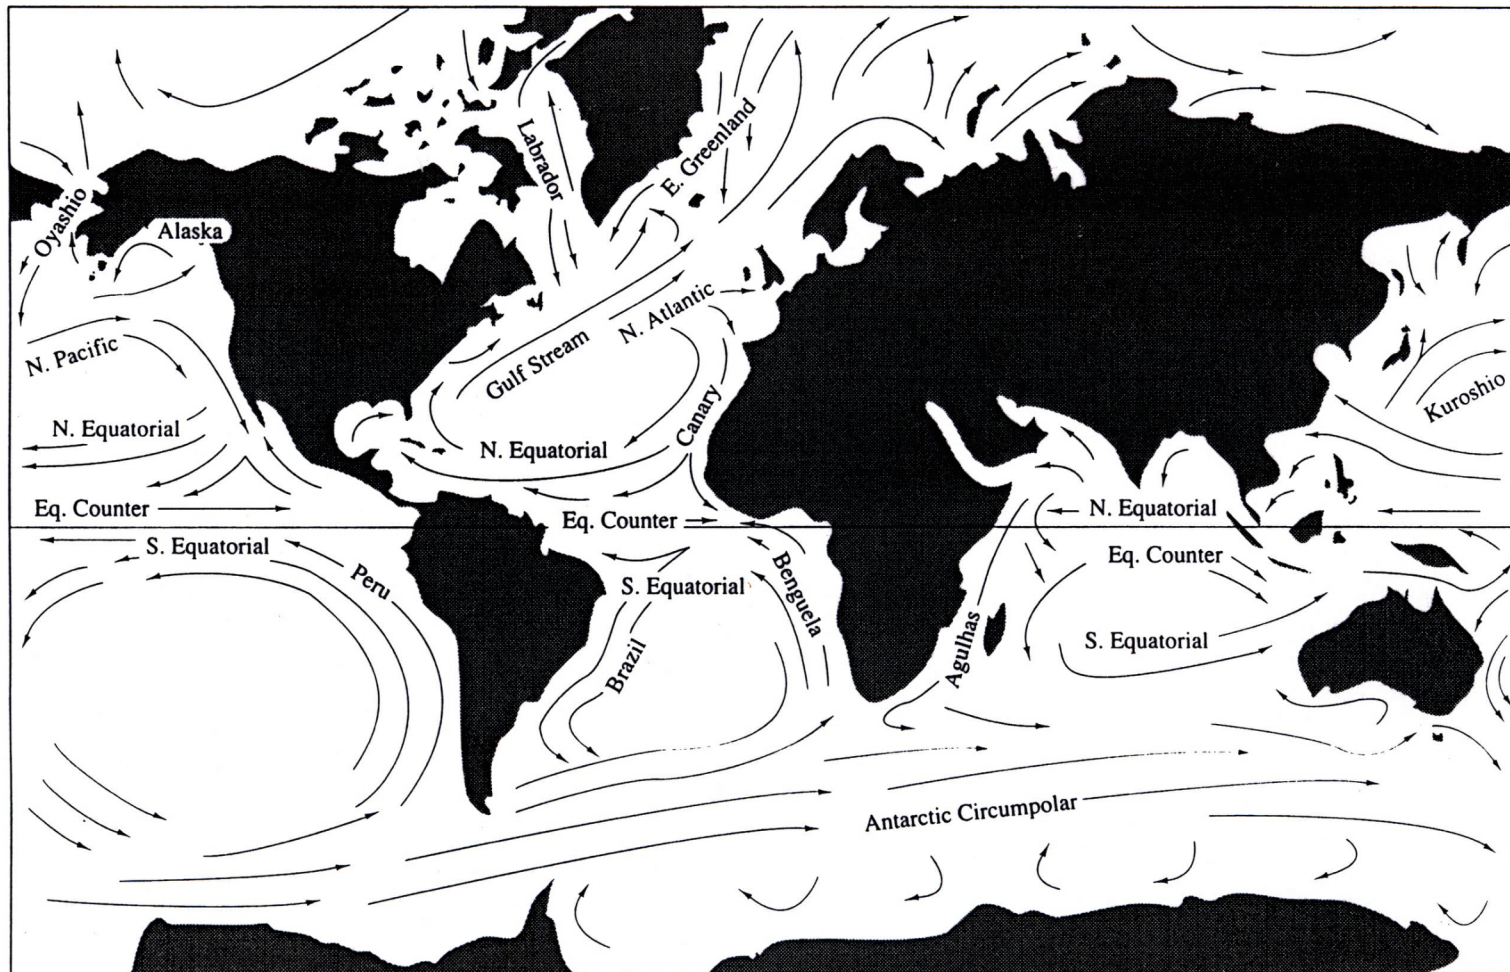 Labrador
E. Greenland
Oyashio
Alaska
N. Pacific
N. Atlantic
Gulf Stream
Kuroshio
Canary
N. Equatorial
N. Equatorial
Eq. Counter
Eq. Counter
N. Equatorial
S. Equatorial
Eq. Counter
Peru
S. Equatorial
Benguela
Brazil
Agulhas
S. Equatorial
Antarctic Circumpolar